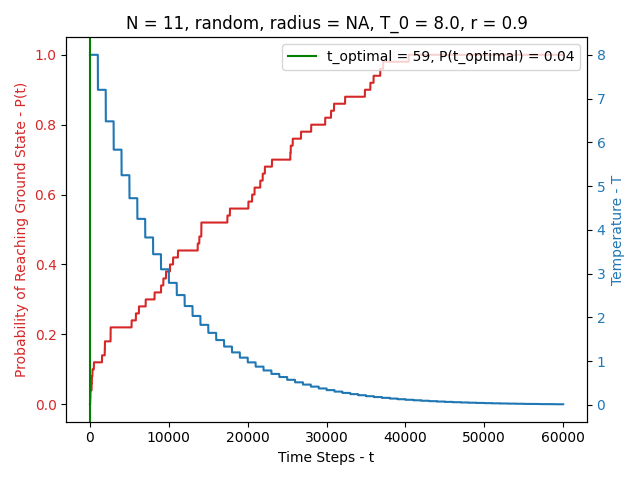 N = 11, random, radius = NA, T_0 = 8.0, r = 0.9
t_optimal = 59, P(t_optimal) = 0.04
Probability of Reaching Ground State - P(t)
1.0
0.8
0.6
0.4
0.2
0.0
8
7
6
5
4
3
2
1
0
Temperature - T
0 10000 20000 30000 40000 50000 60000
Time Steps - t